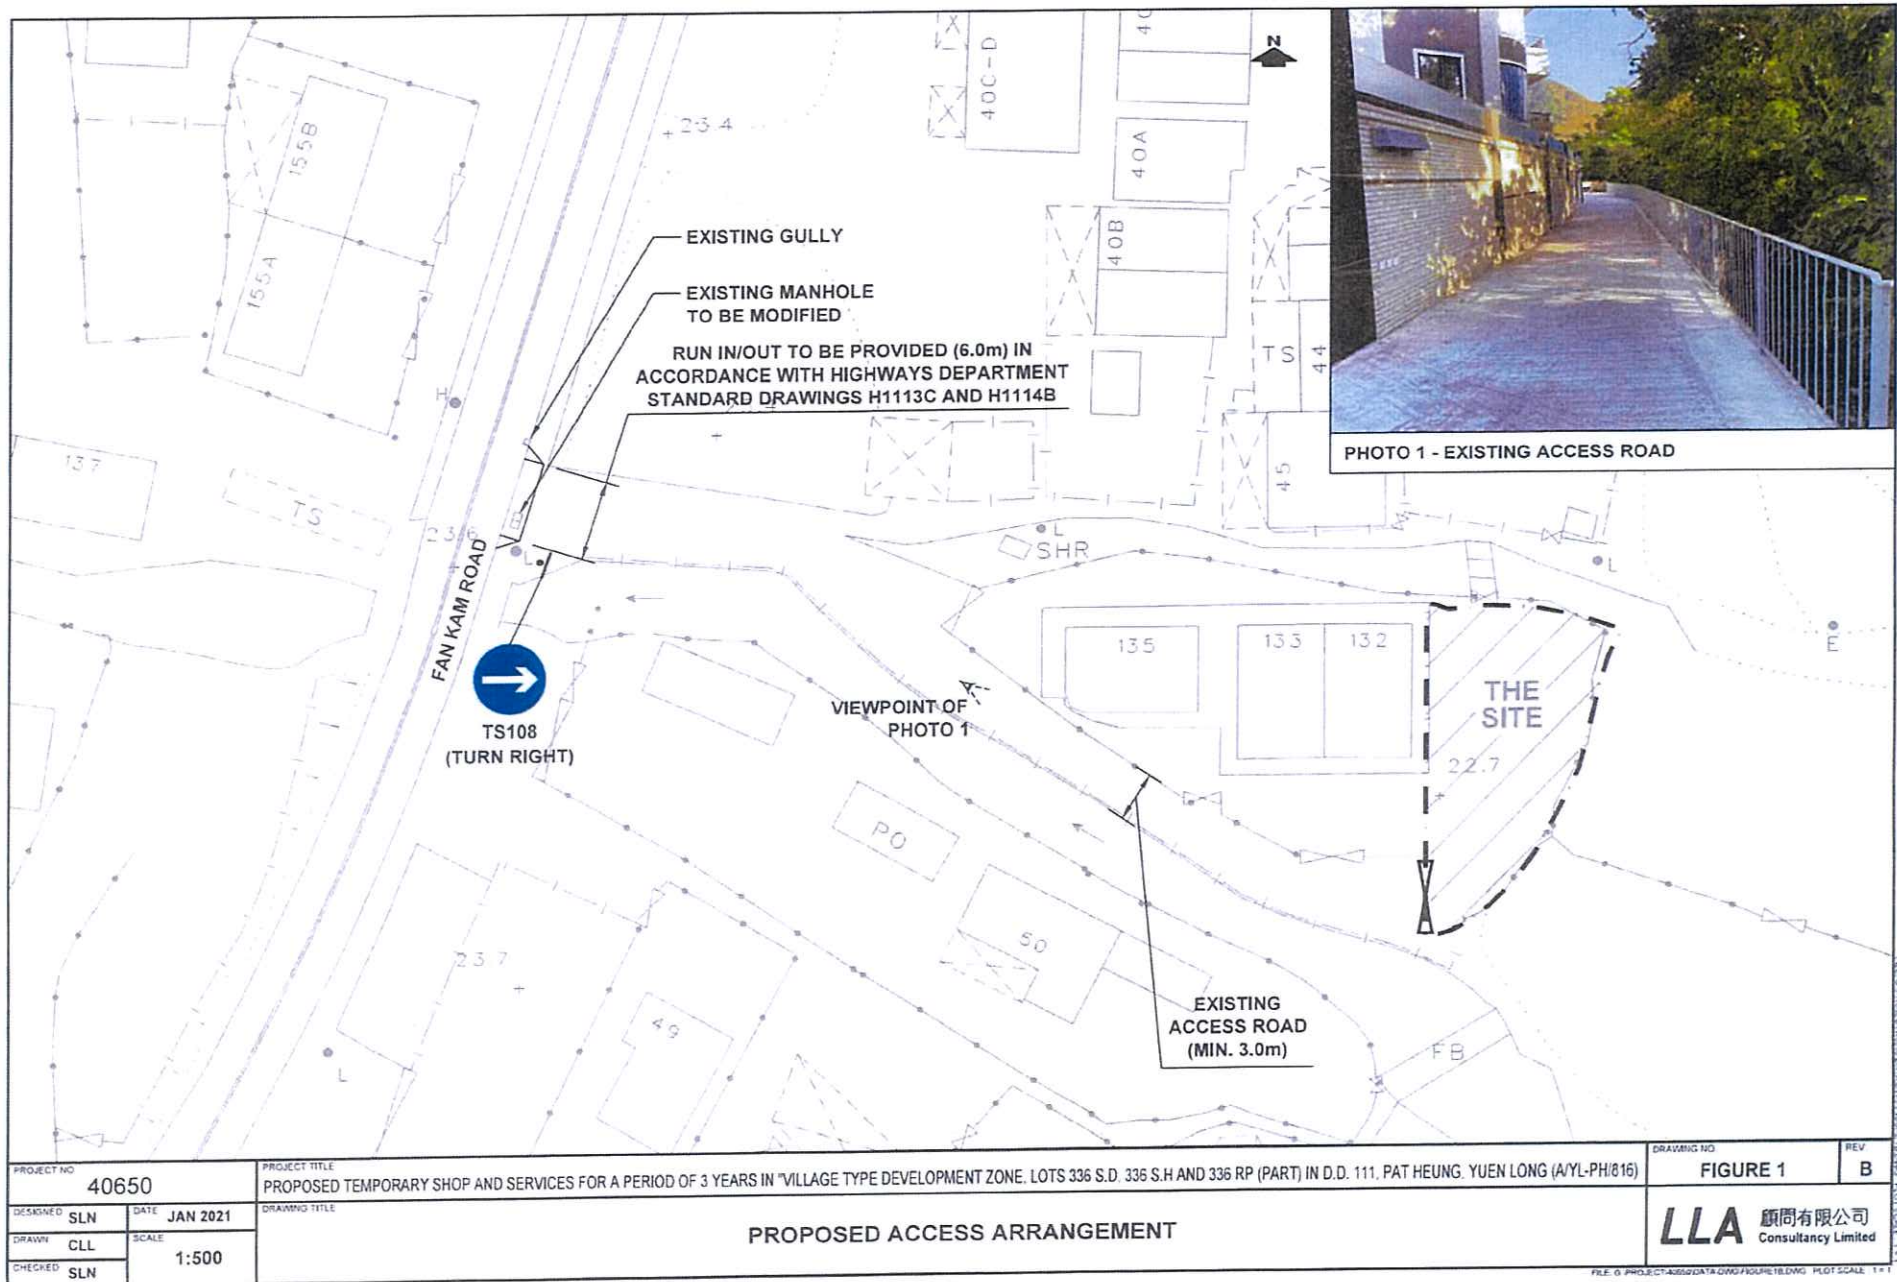 N
155B
155A
23.4
40C-D
40A
40B
TS
44
45
EXISTING GULLY
EXISTING MANHOLE
TO BE MODIFIED
RUN IN/OUT TO BE PROVIDED (6.0m) IN
ACCORDANCE WITH HIGHWAYS DEPARTMENT
STANDARD DRAWINGS H1113C AND H1114B
PHOTO 1 - EXISTING ACCESS ROAD
H
137
TS
23.6
FAN KAM ROAD
L
L
SHR
L
E
TS108
(TURN RIGHT)
VIEWPOINT OF
PHOTO 1
135
133
132
THE
SITE
22.7
PO
50
23.7
49
L
EXISTING
ACCESS ROAD
(MIN. 3.0m)
FB
PROJECT NO
40650
PROJECT TITLE
PROPOSED TEMPORARY SHOP AND SERVICES FOR A PERIOD OF 3 YEARS IN "VILLAGE TYPE DEVELOPMENT ZONE, LOTS 336 S.D, 336 S.H AND 336 RP (PART) IN D.D. 111, PAT HEUNG, YUEN LONG (A/YL-PH/816)
DRAWING NO.
FIGURE 1
REV
B
DESIGNED SLN
DATE JAN 2021
DRAWN CLL
SCALE
1:500
CHECKED SLN
DRAWING TITLE
PROPOSED ACCESS ARRANGEMENT
LLA 顧問有限公司
Consultancy Limited